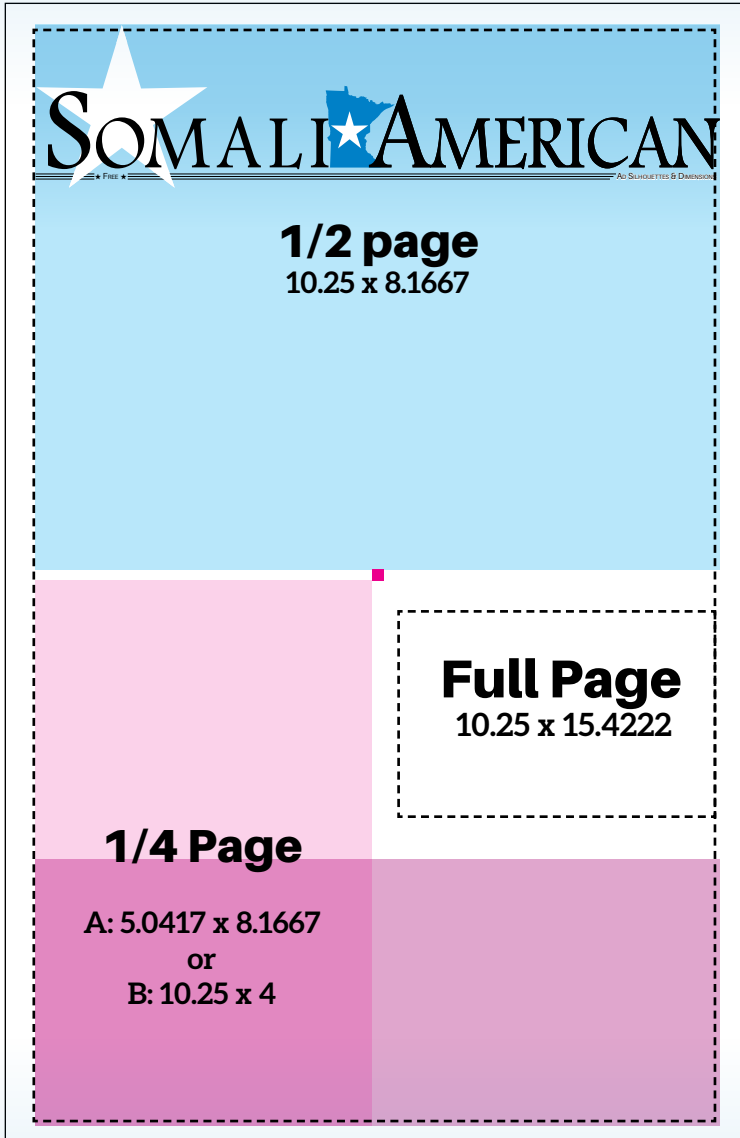 SOMALI AMERICAN
★ FREE ★
AD SILHOUETTES & DIMENSION
1/2 page
10.25 x 8.1667
Full Page
10.25 x 15.4222
1/4 Page
A: 5.0417 x 8.1667
or
B: 10.25 x 4